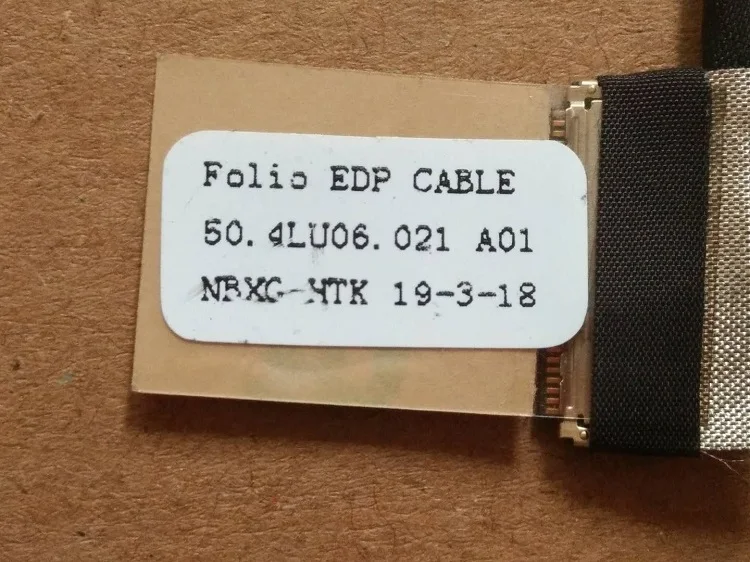 Folio EDP CABLE
50.4LU06.021 A01
NBXG-HTK 19-3-18